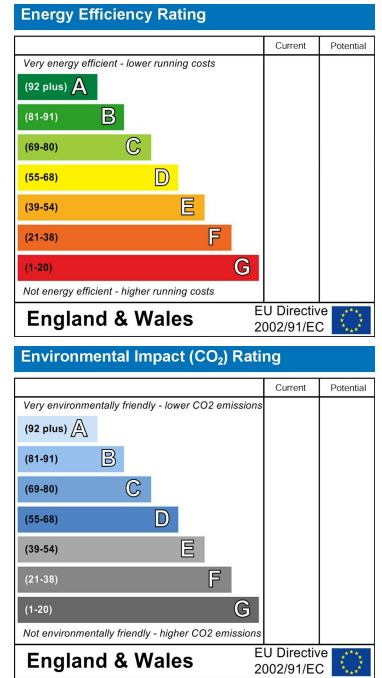 Energy Efficiency Rating
Current Potential
Very energy efficient - lower running costs
(92 plus) A
(81-91) B
(69-80) C
(55-68) D
(39-54) E
(21-38) F
(1-20) G
Not energy efficient - higher running costs
England & Wales
EU Directive
2002/91/EC
Environmental Impact (CO₂) Rating
Current Potential
Very environmentally friendly - lower CO2 emissions
(92 plus) A
(81-91) B
(69-80) C
(55-68) D
(39-54) E
(21-38) F
(1-20) G
Not environmentally friendly - higher CO2 emissions
England & Wales
EU Directive
2002/91/EC